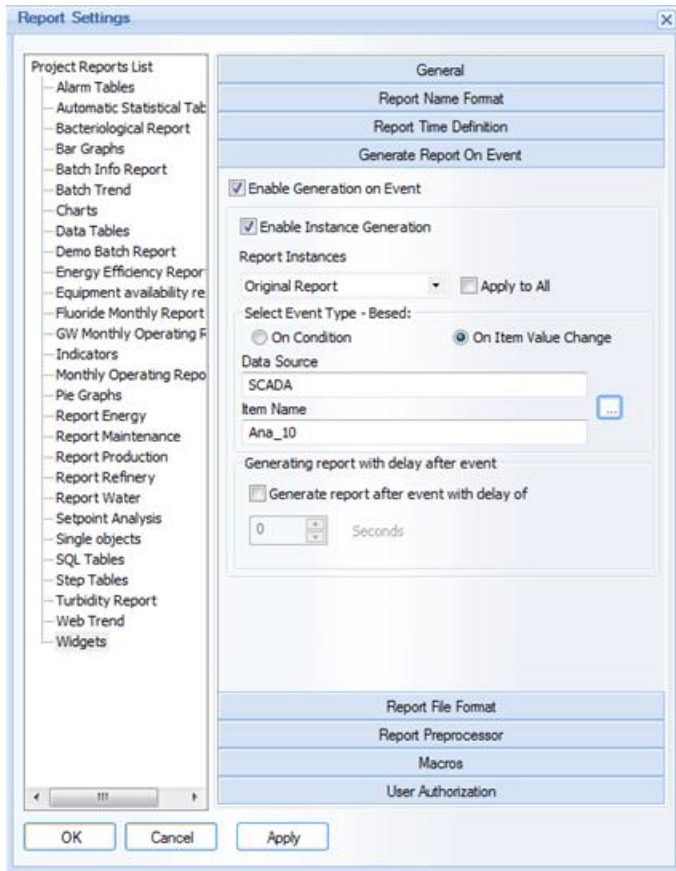 Report Settings
Project Reports List
Alarm Tables
Automatic Statistical Tab
Bacteriological Report
Bar Graphs
Batch Info Report
Batch Trend
Charts
Data Tables
Demo Batch Report
Energy Efficiency Repor
Equipment availability re
Fluoride Monthly Report
GW Monthly Operating R
Indicators
Monthly Operating Repo
Pie Graphs
Report Energy
Report Maintenance
Report Production
Report Refinery
Report Water
Setpoint Analysis
Single objects
SQL Tables
Step Tables
Turbidity Report
Web Trend
Widgets
General
Report Name Format
Report Time Definition
Generate Report On Event
Enable Generation on Event
Enable Instance Generation
Report Instances
Original Report Apply to All
Select Event Type - Besed:
On Condition On Item Value Change
Data Source
SCADA
Item Name
...
Ana_10
Generating report with delay after event
Generate report after event with delay of
0 Seconds
Report File Format
Report Preprocessor
Macros
User Authorization
OK Cancel Apply